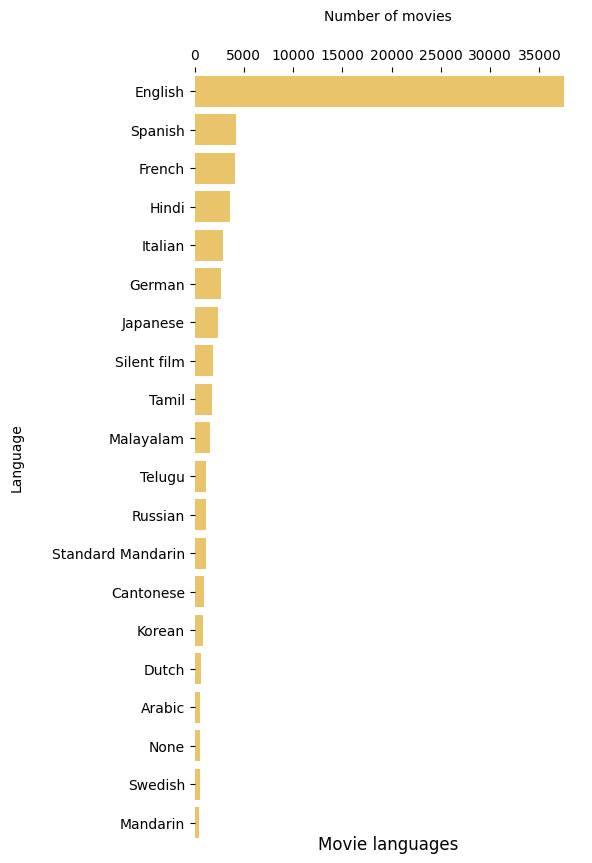 Number of movies
0 5000 10000 15000 20000 25000 30000 35000
English
Spanish
French
Hindi
Italian
German
Japanese
Silent film
Tamil
Malayalam
Language
Telugu
Russian
Standard Mandarin
Cantonese
Korean
Dutch
Arabic
None
Swedish
Mandarin
Movie languages